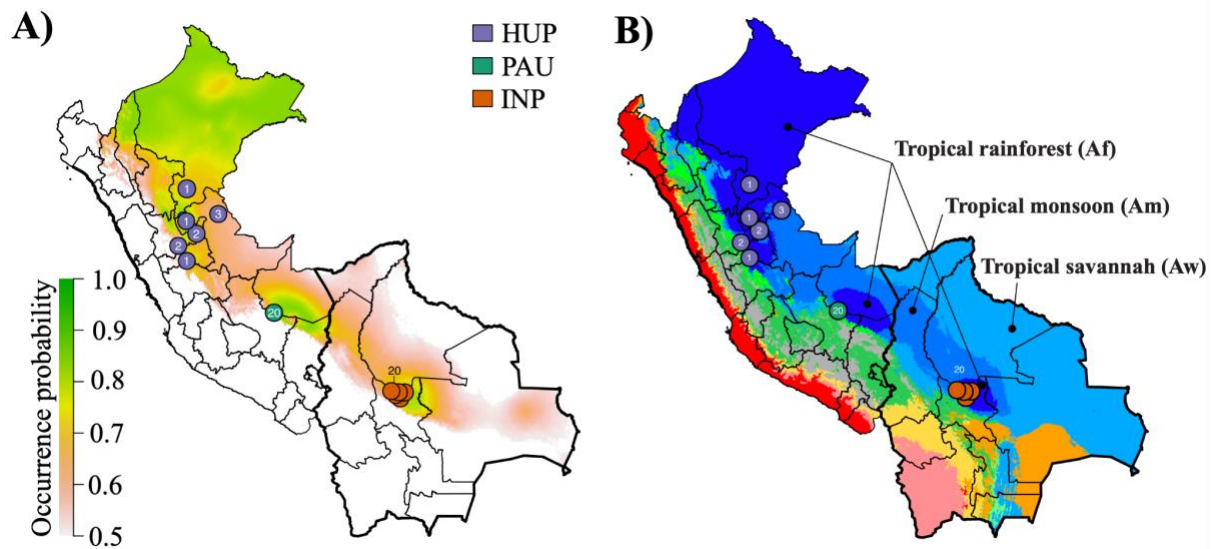 A)
HUP
PAU
INP
1
1
3
2
2
1
20
20
Occurrence probability
1.0
0.9
0.8
0.7
0.6
0.5
B)
Tropical rainforest (Af)
Tropical monsoon (Am)
Tropical savannah (Aw)
1
3
1
2
2
1
20
20